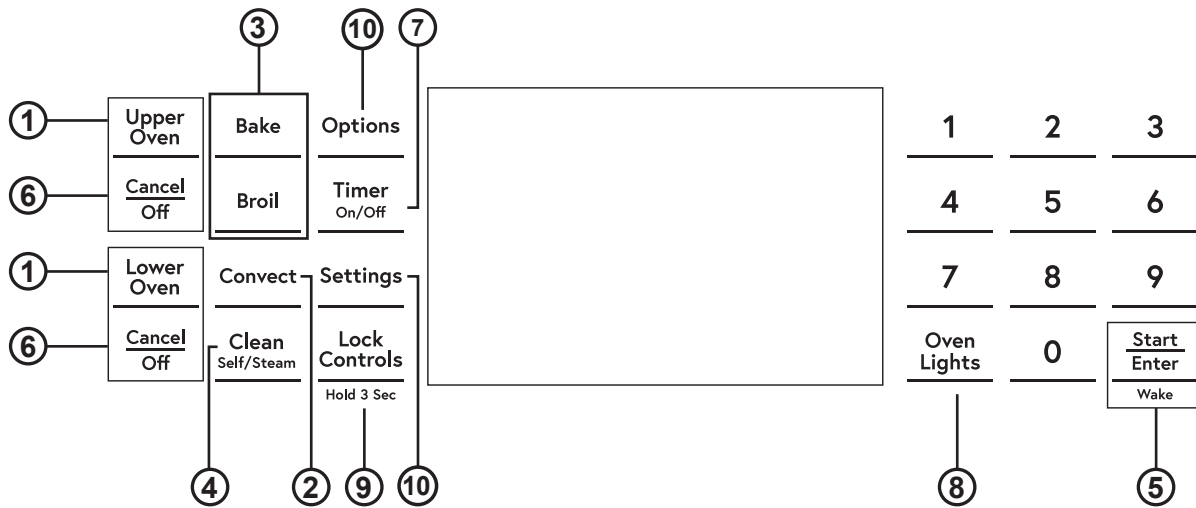 3 10 7
1 Upper Oven Bake Options 1 2 3
6 Cancel Off Broil Timer On/Off 4 5 6
1 Lower Oven Convect Settings 7 8 9
6 Cancel Off Clean Self/Steam Lock Controls Hold 3 Sec Oven Lights 0 Start Enter Wake
4 2 9 10 8 5